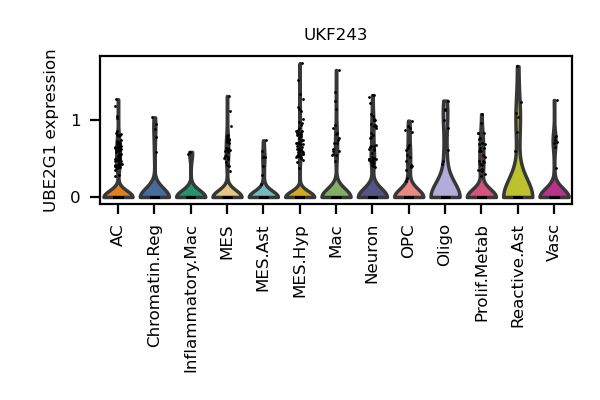 UKF243
UBE2G1 expression
1
0
AC
Chromatin.Reg
Inflammatory.Mac
MES
MES.Ast
MES.Hyp
Mac
Neuron
OPC
Oligo
Prolif.Metab
Reactive.Ast
Vasc